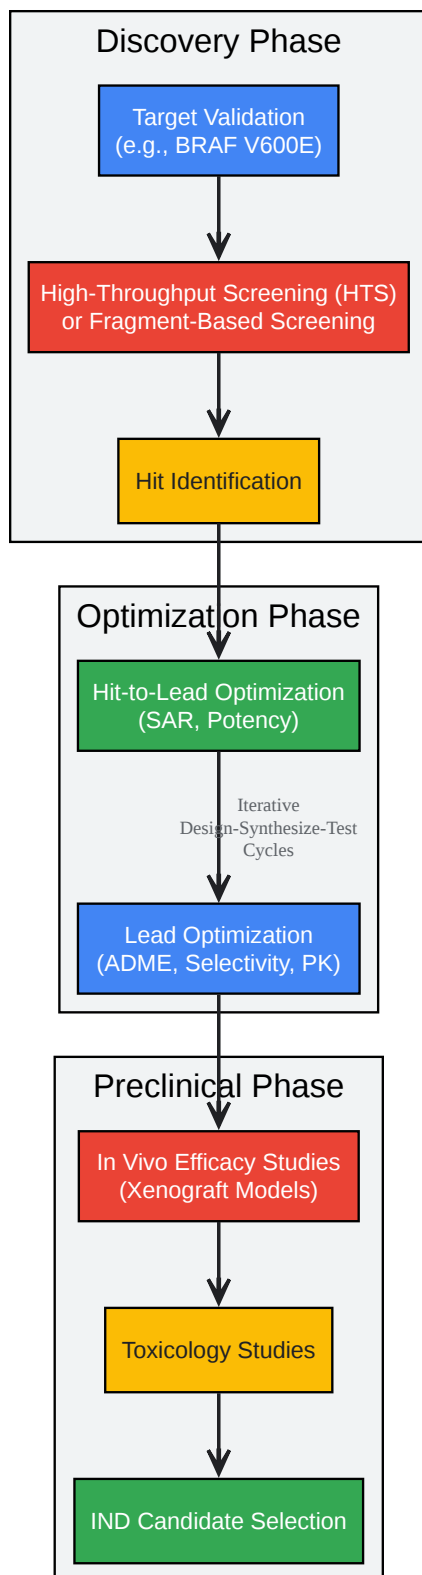 Discovery Phase
Target Validation
(e.g., BRAF V600E)
High-Throughput Screening (HTS)
or Fragment-Based Screening
Hit Identification
Optimization Phase
Hit-to-Lead Optimization
(SAR, Potency)
Iterative
Design-Synthesize-Test
Cycles
Lead Optimization
(ADME, Selectivity, PK)
Preclinical Phase
In Vivo Efficacy Studies
(Xenograft Models)
Toxicology Studies
IND Candidate Selection